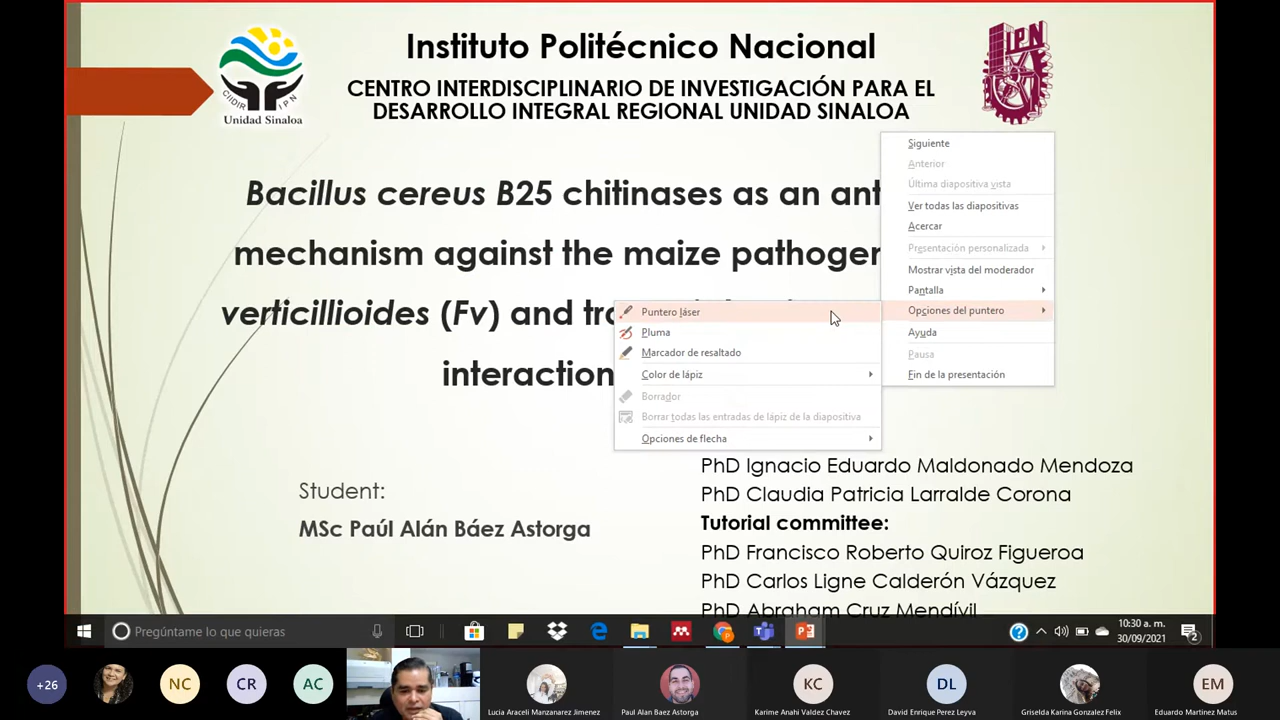 Instituto Politécnico Nacional
CENTRO INTERDISCIPLINARIO DE INVESTIGACIÓN PARA EL
DESARROLLO INTEGRAL REGIONAL UNIDAD SINALOA
CIIDIR IPN
Unidad Sinaloa
IPN
Bacillus cereus B25 chitinases as an
mechanism against the maize
verticillioides (Fv) and
interaction
Siguiente
Anterior
Última diapositiva vista
Ver todas las diapositivas
Acercar
Presentación personalizada
Mostrar vista del moderador
Pantalla
Opciones del puntero
Ayuda
Pausa
Fin de la presentación
Puntero láser
Pluma
Marcador de resaltado
Color de lápiz
Borrador
Borrar todas las entradas de lápiz de la diapositiva
Opciones de flecha
Student:
MSc Paúl Alán Báez Astorga
PhD Ignacio Eduardo Maldonado Mendoza
PhD Claudia Patricia Larralde Corona
Tutorial committee:
PhD Francisco Roberto Quiroz Figueroa
PhD Carlos Ligne Calderón Vázquez
PhD Abraham Cruz Mendívil
Pregúntame lo que quieras
10:30 a. m.
30/09/2021
2
+26
NC
CR
AC
Lucia Araceli Manzanarez Jimenez
Paul Alan Baez Astorga
KC
Karime Anahi Valdez Chavez
DL
David Enrique Perez Leyva
Griselda Karina Gonzalez Felix
EM
Eduardo Martinez Matus